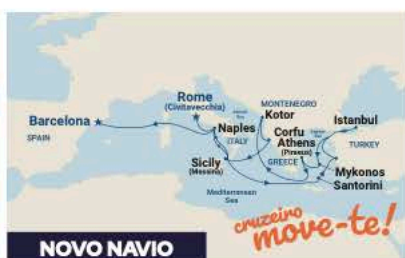 Rome
(Civitavecchia)
Barcelona
SPAIN
Naples
ITALY
MONTENEGRO
Kotor
Corfu
Athens
(Piraeus)
GREECE
Istanbul
TURKEY
Sicily
(Messina)
Mykonos
Santorini
Mediterranean
Sea
cruzeiro
move-te!
NOVO NAVIO